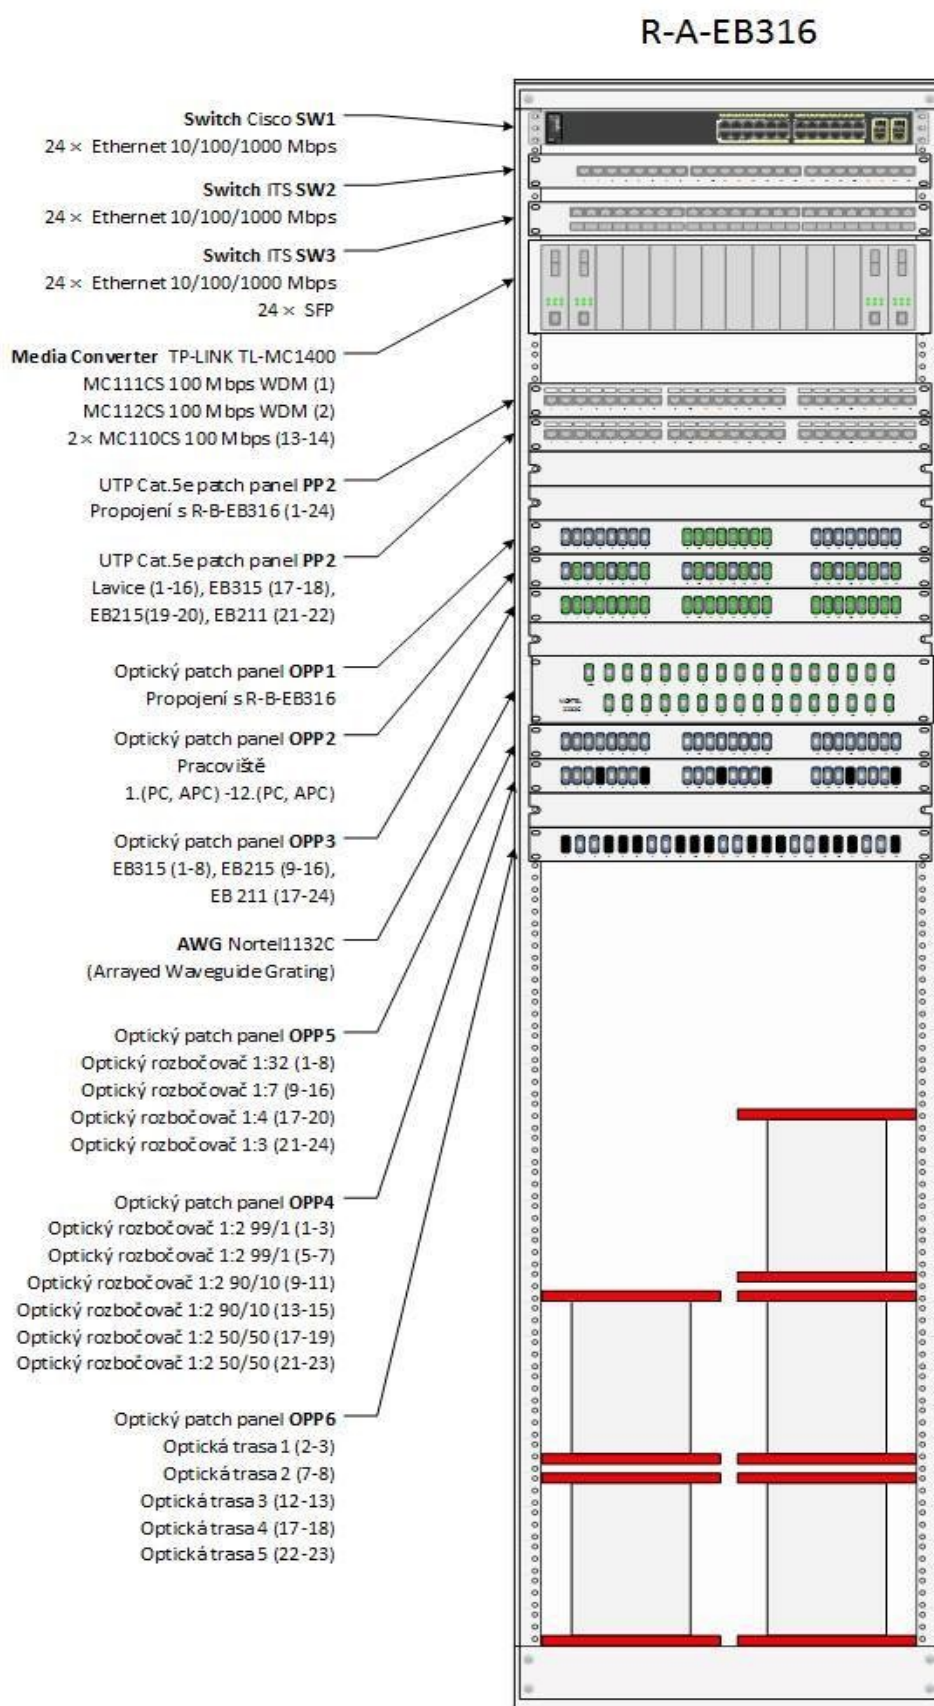 R-A-EB316
Switch Cisco SW1
24 × Ethernet 10/100/1000 Mbps
Switch ITS SW2
24 × Ethernet 10/100/1000 Mbps
Switch ITS SW3
24 × Ethernet 10/100/1000 Mbps
24 × SFP
Media Converter TP-LINK TL-MC1400
MC111CS 100 Mbps WDM (1)
MC112CS 100 Mbps WDM (2)
2 × MC110CS 100 Mbps (13-14)
UTP Cat.5e patch panel PP2
Propojení s R-B-EB316 (1-24)
UTP Cat.5e patch panel PP2
Lavice (1-16), EB315 (17-18),
EB215(19-20), EB211 (21-22)
Optický patch panel OPP1
Propojení s R-B-EB316
Optický patch panel OPP2
Pracoviště
1.(PC, APC) -12.(PC, APC)
Optický patch panel OPP3
EB315 (1-8), EB215 (9-16),
EB 211 (17-24)
AWG Nortel1132C
(Arrayed Waveguide Grating)
Optický patch panel OPP5
Optický rozbočovač 1:32 (1-8)
Optický rozbočovač 1:7 (9-16)
Optický rozbočovač 1:4 (17-20)
Optický rozbočovač 1:3 (21-24)
Optický patch panel OPP4
Optický rozbočovač 1:2 99/1 (1-3)
Optický rozbočovač 1:2 99/1 (5-7)
Optický rozbočovač 1:2 90/10 (9-11)
Optický rozbočovač 1:2 90/10 (13-15)
Optický rozbočovač 1:2 50/50 (17-19)
Optický rozbočovač 1:2 50/50 (21-23)
Optický patch panel OPP6
Optická trasa 1 (2-3)
Optická trasa 2 (7-8)
Optická trasa 3 (12-13)
Optická trasa 4 (17-18)
Optická trasa 5 (22-23)